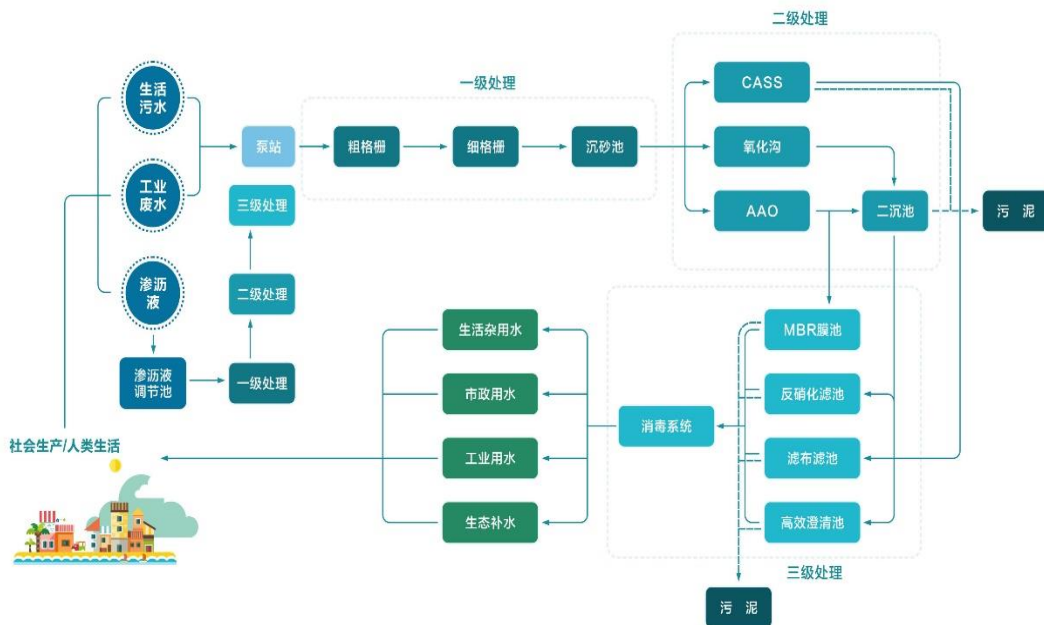 二级处理
一级处理
生活
污水
CASS
泵站
粗格栅
细格栅
沉砂池
氧化沟
工业
废水
三级处理
AAO
二沉池
污 泥
渗沥
液
二级处理
生活杂用水
MBR膜池
渗沥液
调节池
一级处理
市政用水
反硝化滤池
消毒系统
社会生产/人类生活
工业用水
滤布滤池
生态补水
高效澄清池
三级处理
污 泥